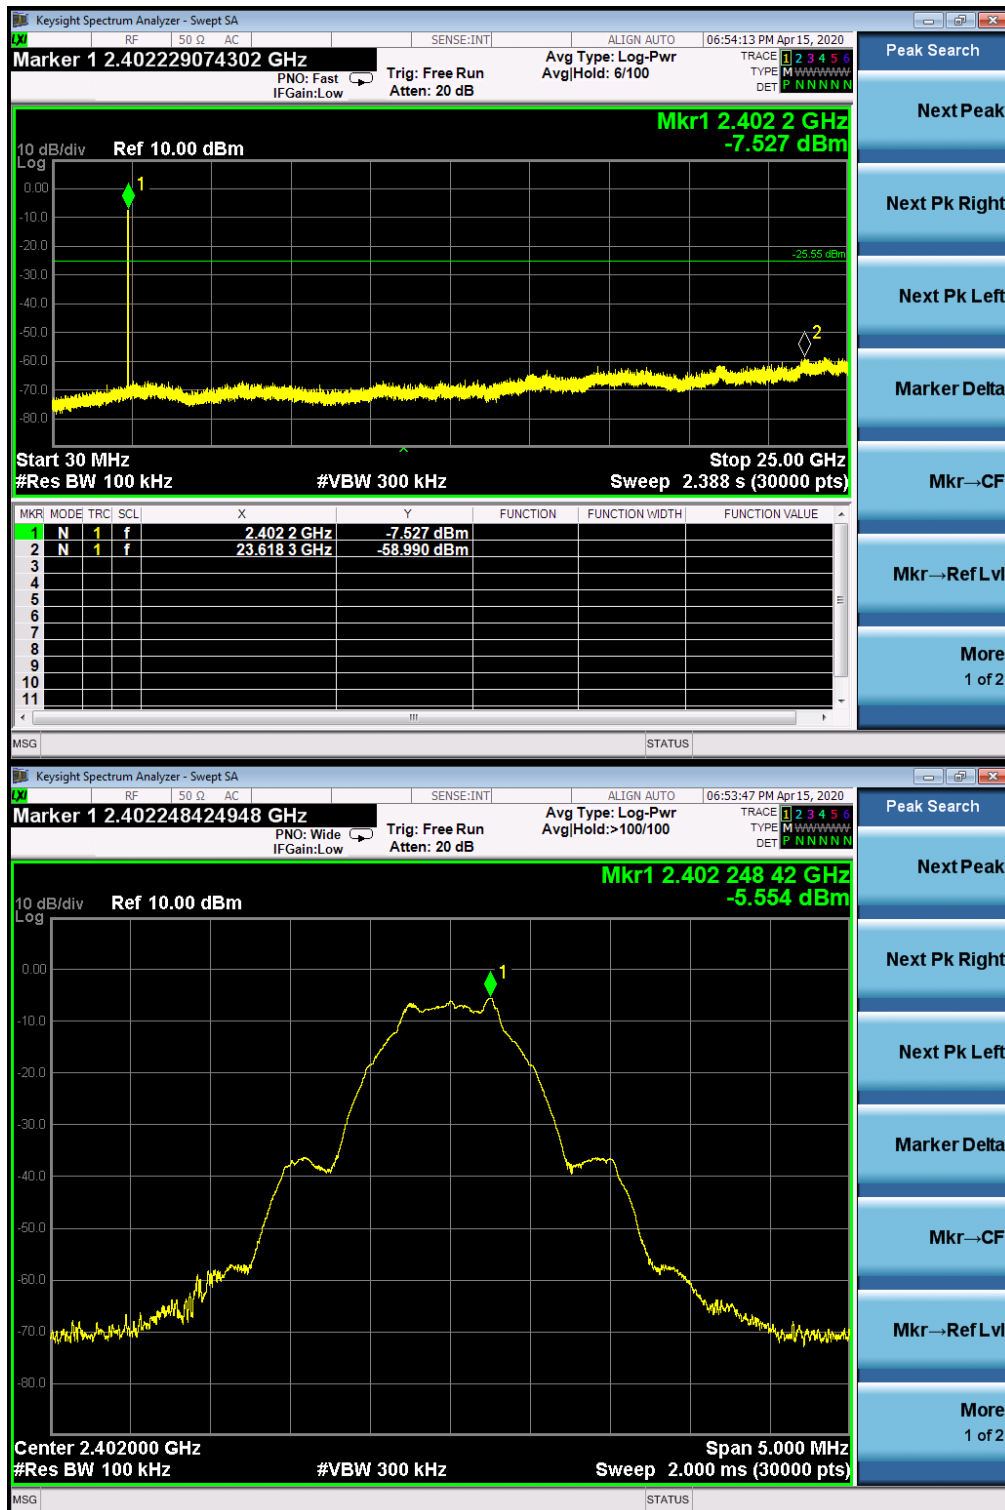 Keysight Spectrum Analyzer - Swept SA
LXI RF 50 Ω AC SENSE:INT ALIGN AUTO 06:54:13 PM Apr 15, 2020
Marker 1 2.402229074302 GHz
PNO: Fast
IFGain:Low
Trig: Free Run
Atten: 20 dB
Avg Type: Log-Pwr
Avg|Hold: 6/100
TRACE 1 2 3 4 5 6
TYPE M WWWWW
DET P N N N N N
Peak Search
Next Peak
Next Pk Right
Next Pk Left
Marker Delta
Mkr→CF
Mkr→Ref Lvl
More
1 of 2
Mkr1 2.402 2 GHz
-7.527 dBm
10 dB/div Ref 10.00 dBm
Log
0.00
-10.0
-20.0
-30.0
-40.0
-50.0
-60.0
-70.0
-80.0
1
-25.55 dBm
2
Start 30 MHz Stop 25.00 GHz
#Res BW 100 kHz #VBW 300 kHz Sweep 2.388 s (30000 pts)
MKR MODE TRC SCL X Y FUNCTION FUNCTION WIDTH FUNCTION VALUE
1 N 1 f 2.402 2 GHz -7.527 dBm
2 N 1 f 23.618 3 GHz -58.990 dBm
3
4
5
6
7
8
9
10
11
MSG STATUS
Keysight Spectrum Analyzer - Swept SA
LXI RF 50 Ω AC SENSE:INT ALIGN AUTO 06:53:47 PM Apr 15, 2020
Marker 1 2.402248424948 GHz
PNO: Wide
IFGain:Low
Trig: Free Run
Atten: 20 dB
Avg Type: Log-Pwr
Avg|Hold:>100/100
TRACE 1 2 3 4 5 6
TYPE M WWWWW
DET P N N N N N
Peak Search
Next Peak
Next Pk Right
Next Pk Left
Marker Delta
Mkr→CF
Mkr→Ref Lvl
More
1 of 2
Mkr1 2.402 248 42 GHz
-5.554 dBm
10 dB/div Ref 10.00 dBm
Log
0.00
-10.0
-20.0
-30.0
-40.0
-50.0
-60.0
-70.0
-80.0
1
Center 2.402000 GHz Span 5.000 MHz
#Res BW 100 kHz #VBW 300 kHz Sweep 2.000 ms (30000 pts)
MSG STATUS